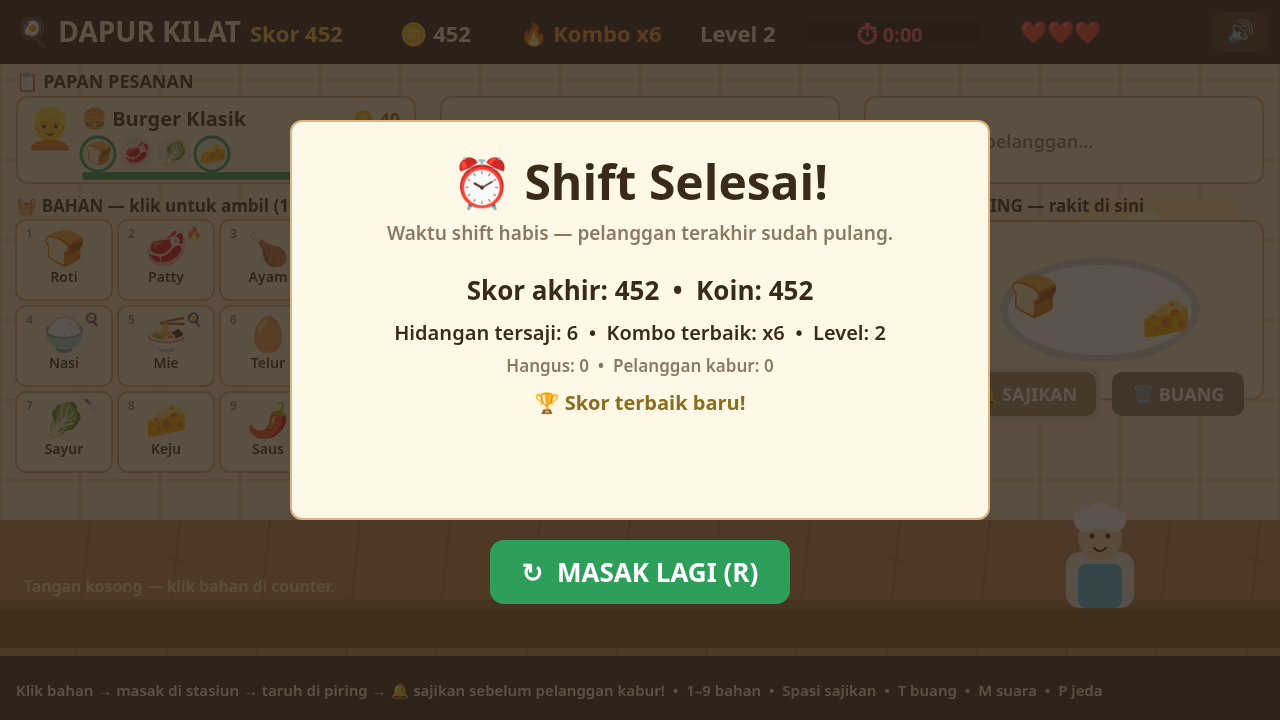 🍳 DAPUR KILAT Skor 452 🪙 452 🔥 Kombo x6 Level 2 ⏱ 0:00 ❤️❤️❤️ 🔊
📋 PAPAN PESANAN
🍔 Burger Klasik 🪙 40
pelanggan...
🧺 BAHAN — klik untuk ambil (1
ING — rakit di sini
1 Roti
2 Patty
3 Ayam
4 Nasi
5 Mie
6 Telur
7 Sayur
8 Keju
9 Saus
⏰ Shift Selesai!
Waktu shift habis — pelanggan terakhir sudah pulang.
Skor akhir: 452 • Koin: 452
Hidangan tersaji: 6 • Kombo terbaik: x6 • Level: 2
Hangus: 0 • Pelanggan kabur: 0
🏆 Skor terbaik baru!
SAJIKAN
🗑️ BUANG
↻ MASAK LAGI (R)
Tangan kosong — klik bahan di counter.
Klik bahan → masak di stasiun → taruh di piring → 🔔 sajikan sebelum pelanggan kabur! • 1–9 bahan • Spasi sajikan • T buang • M suara • P jeda